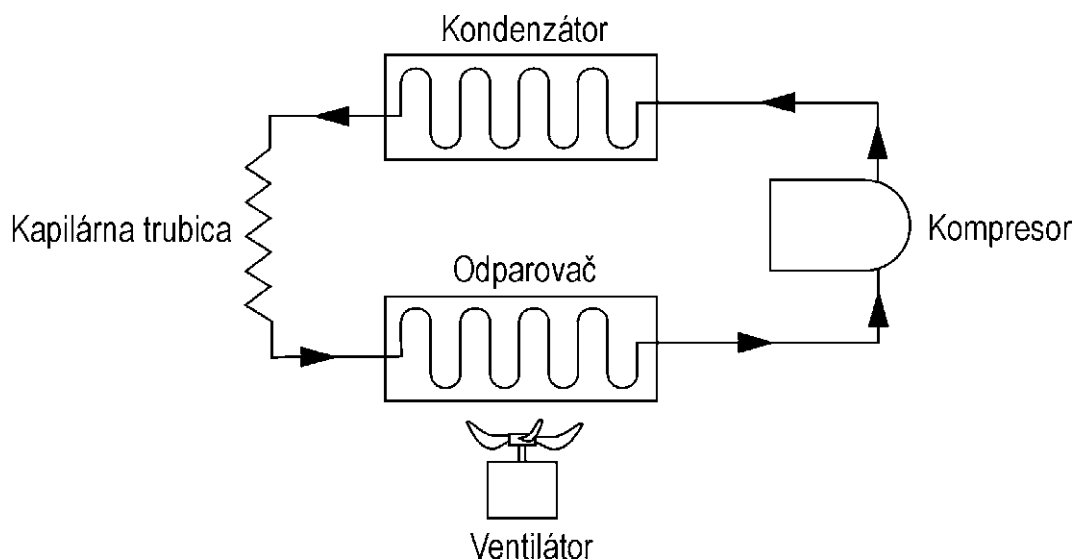 Kondenzátor
Kapilárna trubica
Kompresor
Odparovač
Ventilátor